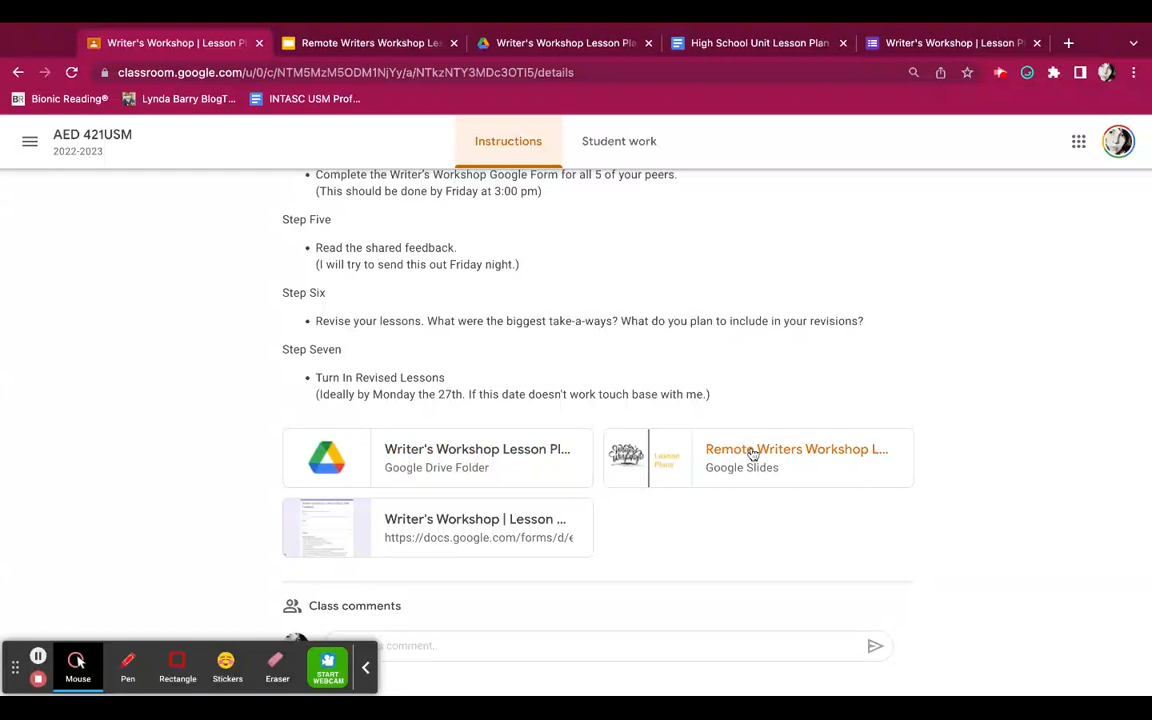 Writer's Workshop | Lesson P
Remote Writers Workshop Les
Writer's Workshop Lesson Pla
High School Unit Lesson Plan
Writer's Workshop | Lesson P
classroom.google.com/u/0/c/NTM5MzM5ODM1NjYy/a/NTkzNTY3MDc3OTI5/details
BR Bionic Reading®
Lynda Barry BlogT...
INTASC USM Prof...
AED 421USM
2022-2023
Instructions
Student work
• Complete the Writer's Workshop Google Form for all 5 of your peers.
(This should be done by Friday at 3:00 pm)
Step Five
• Read the shared feedback.
(I will try to send this out Friday night.)
Step Six
• Revise your lessons. What were the biggest take-a-ways? What do you plan to include in your revisions?
Step Seven
• Turn In Revised Lessons
(Ideally by Monday the 27th. If this date doesn't work touch base with me.)
Writer's Workshop Lesson Pl...
Google Drive Folder
Lesson
Plans
Remote Writers Workshop L...
Google Slides
Writer's Workshop | Lesson ...
https://docs.google.com/forms/d/e
Class comments
comment..
Mouse
Pen
Rectangle
Stickers
Eraser
START
WEBCAM